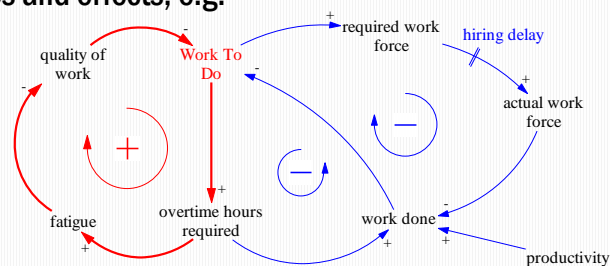 and effects, e.g.
quality of
work
-
Work To
Do
-
+
required work
force
hiring delay
+
actual work
force
-
+
−
−
fatigue
+
overtime hours
required
+
work done
-
+
+
productivity